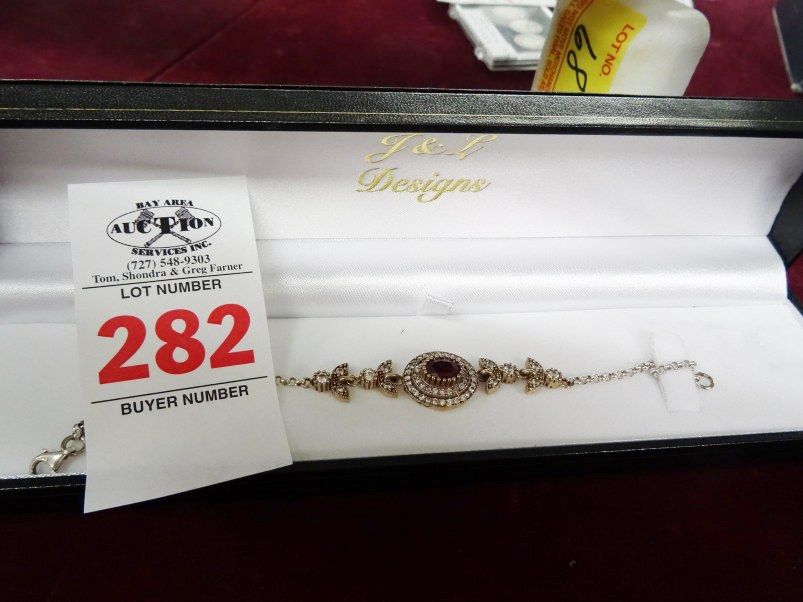 LOT NO.
68
J & L
Designs
BAY AREA
AUCTION
SERVICES INC.
(727) 548-9303
Tom, Shondra & Greg Farner
LOT NUMBER
282
BUYER NUMBER